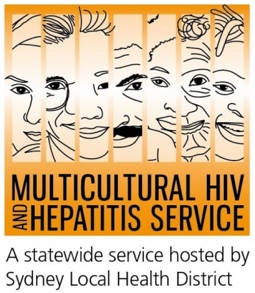 MULTICULTURAL HIV
AND HEPATITIS SERVICE
A statewide service hosted by
Sydney Local Health District